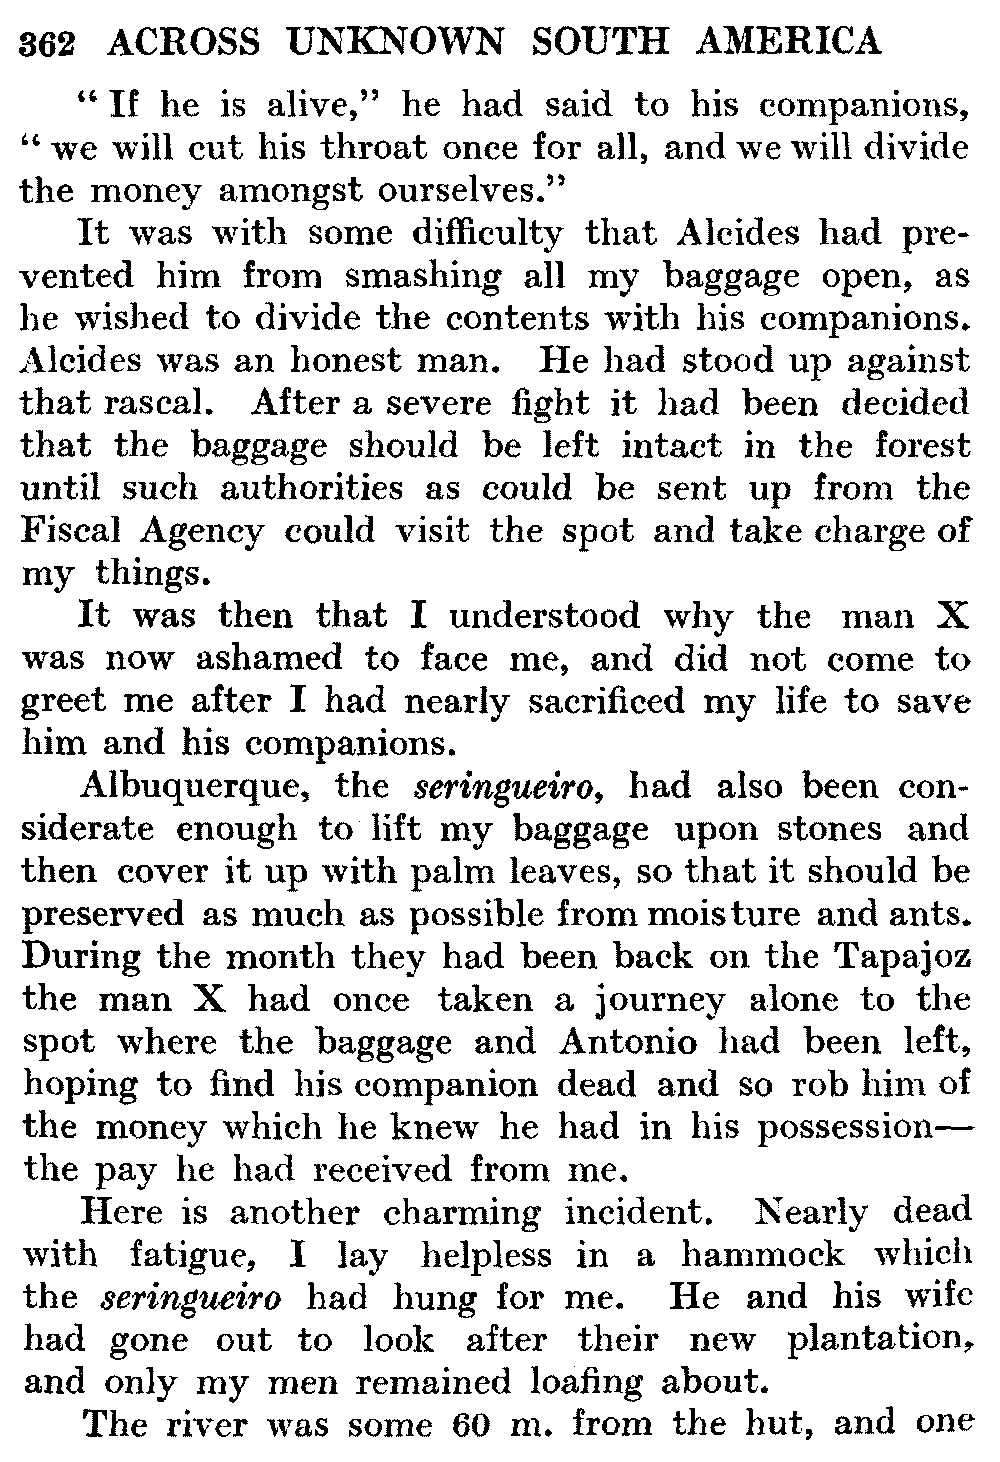 362 ACROSS UNKNOWN SOUTH AMERICA
“ If he is alive,” he had said to his companions,
“ we will cut his throat once for all, and we will divide
the money amongst ourselves.”
It was with some difficulty that Alcides had pre-
vented him from smashing all my baggage open, as
he wished to divide the contents with his companions.
Alcides was an honest man. He had stood up against
that rascal. After a severe fight it had been decided
that the baggage should be left intact in the forest
until such authorities as could be sent up from the
Fiscal Agency could visit the spot and take charge of
my things.
It was then that I understood why the man X
was now ashamed to face me, and did not come to
greet me after I had nearly sacrificed my life to save
him and his companions.
Albuquerque, the seringueiro, had also been con-
siderate enough to lift my baggage upon stones and
then cover it up with palm leaves, so that it should be
preserved as much as possible from moisture and ants.
During the month they had been back on the Tapajoz
the man X had once taken a journey alone to the
spot where the baggage and Antonio had been left,
hoping to find his companion dead and so rob him of
the money which he knew he had in his possession—
the pay he had received from me.
Here is another charming incident. Nearly dead
with fatigue, I lay helpless in a hammock which
the seringueiro had hung for me. He and his wife
had gone out to look after their new plantation,
and only my men remained loafing about.
The river was some 60 m. from the hut, and one